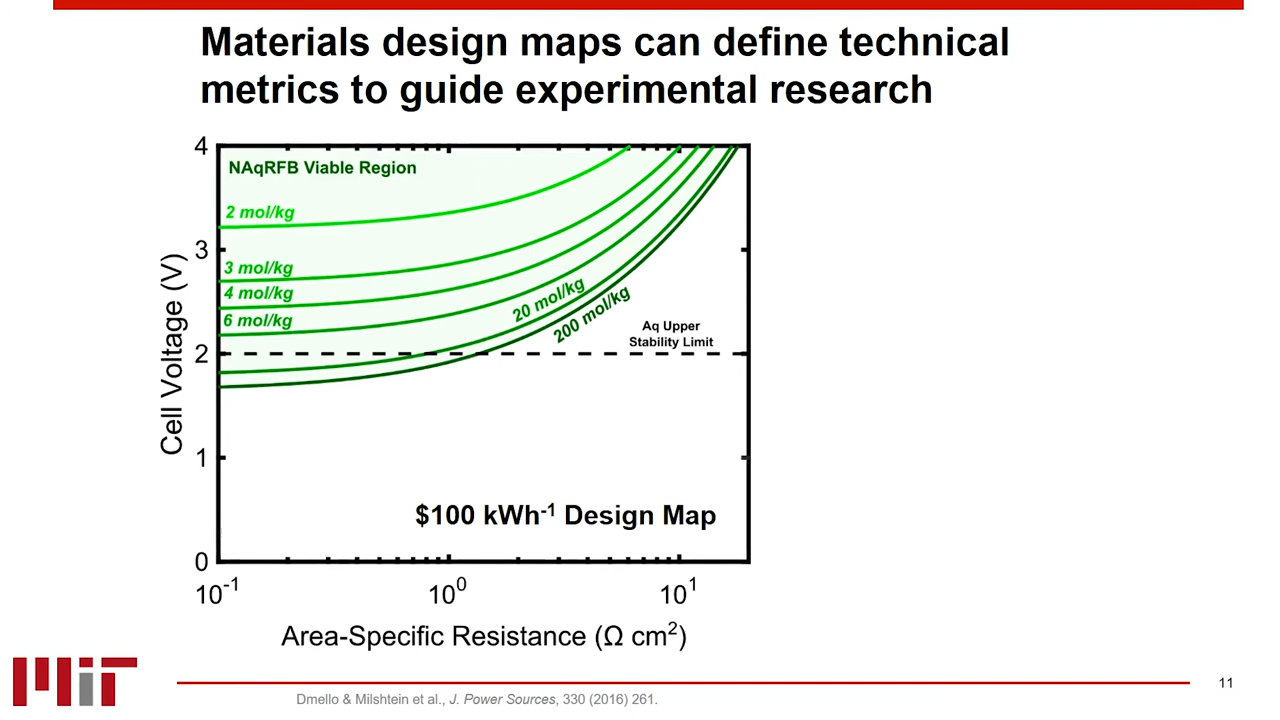 Materials design maps can define technical
metrics to guide experimental research
4
NAqRFB Viable Region
2 mol/kg
3
3 mol/kg
4 mol/kg
6 mol/kg
20 mol/kg
200 mol/kg
Aq Upper
Stability Limit
2
Cell Voltage (V)
1
$100 kWh⁻¹ Design Map
0
10⁻¹
10⁰
10¹
Area-Specific Resistance (Ω cm²)
MIT
11
Dmello & Milshtein et al., J. Power Sources, 330 (2016) 261.